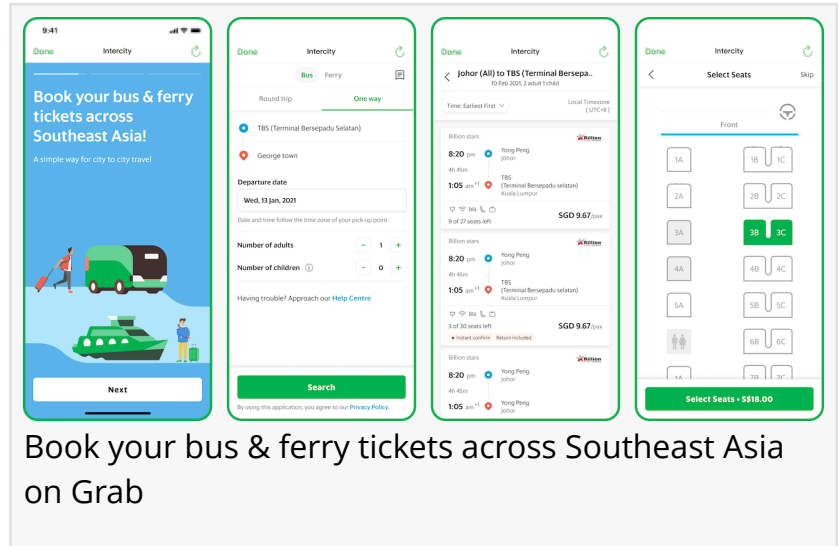 9:41
Done
Intercity
Book your bus & ferry
tickets across
Southeast Asia!
A simple way for city to city travel
Next
Done
Intercity
Bus
Ferry
Round trip
One way
TBS (Terminal Bersepadu Selatan)
George town
Departure date
Wed, 13 Jan, 2021
Date and time follow the time zone of your pick-up point.
Number of adults
- 1 +
Number of children
- 0 +
Having trouble? Approach our Help Centre
Search
By using this application, you agree to our Privacy Policy.
Done
Intercity
Johor (All) to TBS (Terminal Bersepa..
10 Feb 2021, 2 adult 1 child
Time: Earliest First
Local Timezone
( UTC+8 )
Billion stars
Billion
8:20 pm
Yong Peng
Johor
4h 45m
1:05 am +1
TBS
(Terminal Bersepadu selatan)
Kuala Lumpur
9 of 27 seats left
SGD 9.67/pax
Billion stars
Billion
8:20 pm
Yong Peng
Johor
4h 45m
1:05 am +1
TBS
(Terminal Bersepadu selatan)
Kuala Lumpur
3 of 30 seats left
SGD 9.67/pax
Instant confirm
Return included
Billion stars
Billion
8:20 pm
Yong Peng
Johor
4h 45m
1:05 am +1
Yong Peng
Johor
Done
Intercity
Select Seats
Skip
Front
1A
1B
1C
2A
2B
2C
3A
3B
3C
4A
4B
4C
5A
5B
5C
6B
6C
1A
7B
7C
Select Seats • S$18.00
Book your bus & ferry tickets across Southeast Asia
on Grab